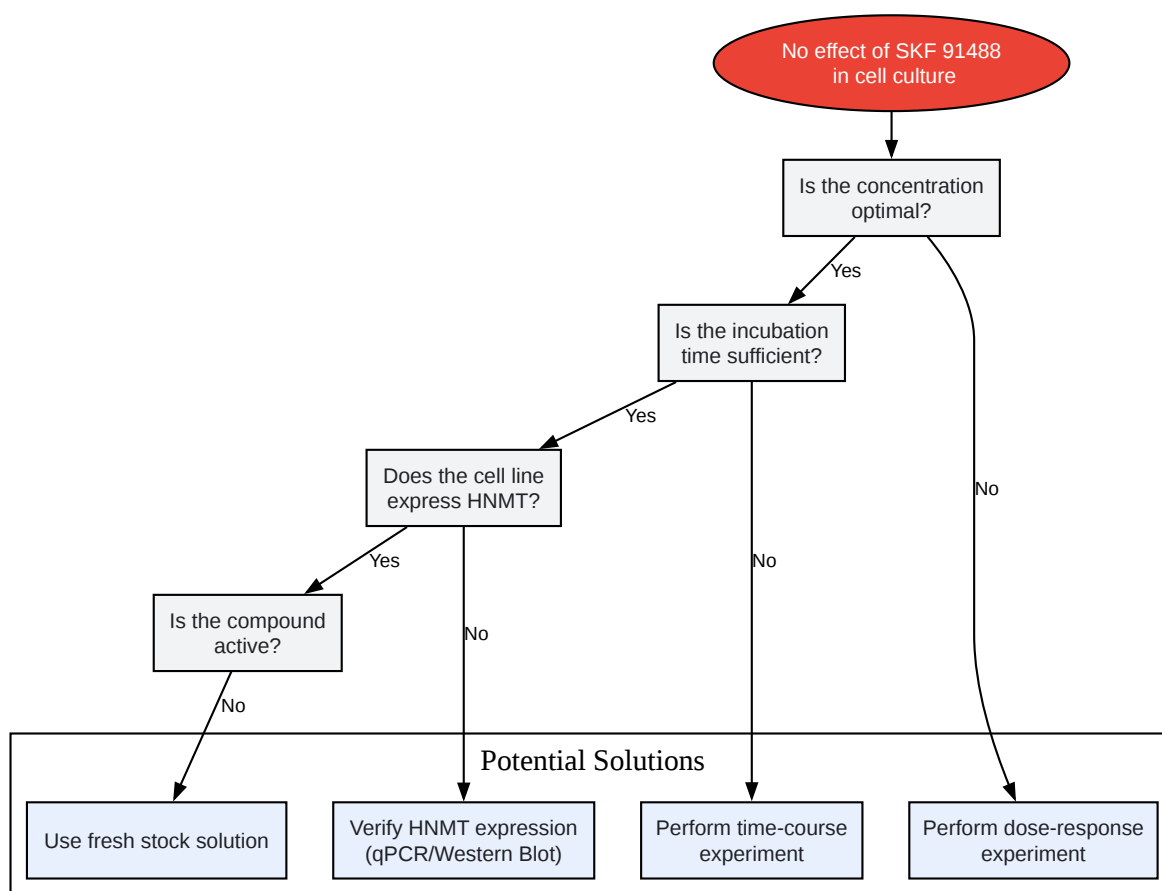 No effect of SKF 91488
in cell culture
Is the concentration
optimal?
Yes
Is the incubation
time sufficient?
Yes
No
Does the cell line
express HNMT?
Yes
No
Is the compound
active?
No
No
Potential Solutions
Use fresh stock solution
Verify HNMT expression
(qPCR/Western Blot)
Perform time-course
experiment
Perform dose-response
experiment